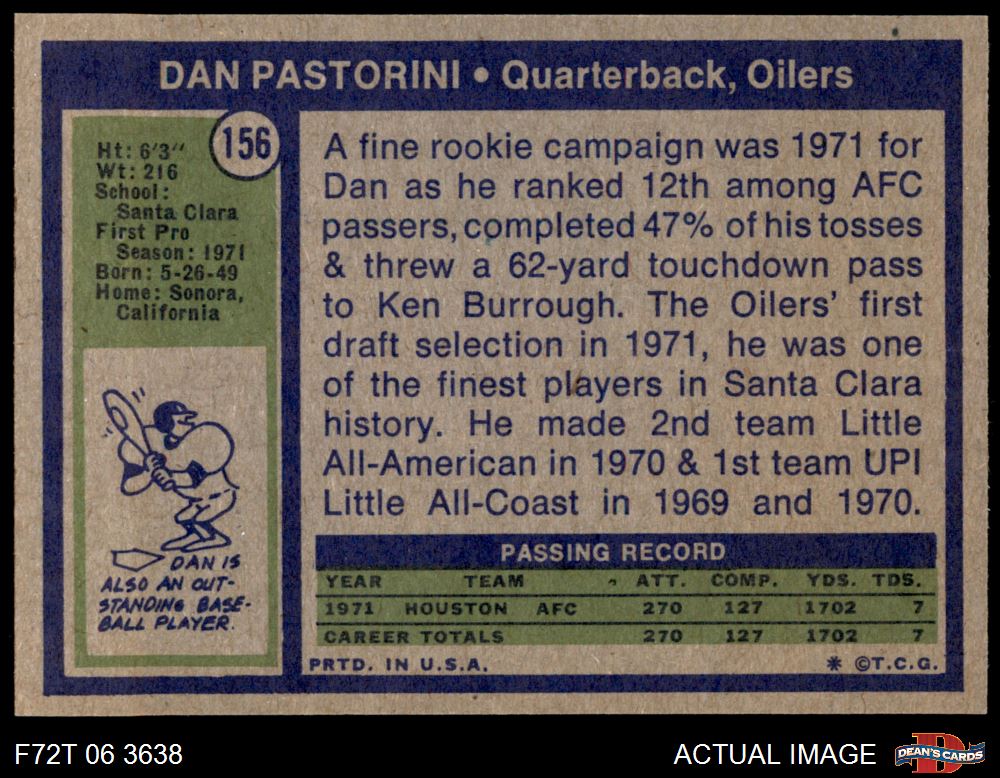 DAN PASTORINI • Quarterback, Oilers
156
Ht: 6'3"
Wt: 216
School:
Santa Clara
First Pro
Season: 1971
Born: 5-26-49
Home: Sonora,
California
DAN IS
ALSO AN OUT-
STANDING BASE-
BALL PLAYER.
A fine rookie campaign was 1971 for
Dan as he ranked 12th among AFC
passers, completed 47% of his tosses
& threw a 62-yard touchdown pass
to Ken Burrough. The Oilers' first
draft selection in 1971, he was one
of the finest players in Santa Clara
history. He made 2nd team Little
All-American in 1970 & 1st team UPI
Little All-Coast in 1969 and 1970.
PASSING RECORD
YEAR TEAM ATT. COMP. YDS. TDS.
1971 HOUSTON AFC 270 127 1702 7
CAREER TOTALS 270 127 1702 7
PRTD. IN U.S.A. * ©T.C.G.
F72T 06 3638 ACTUAL IMAGE
D
DEAN'S CARDS